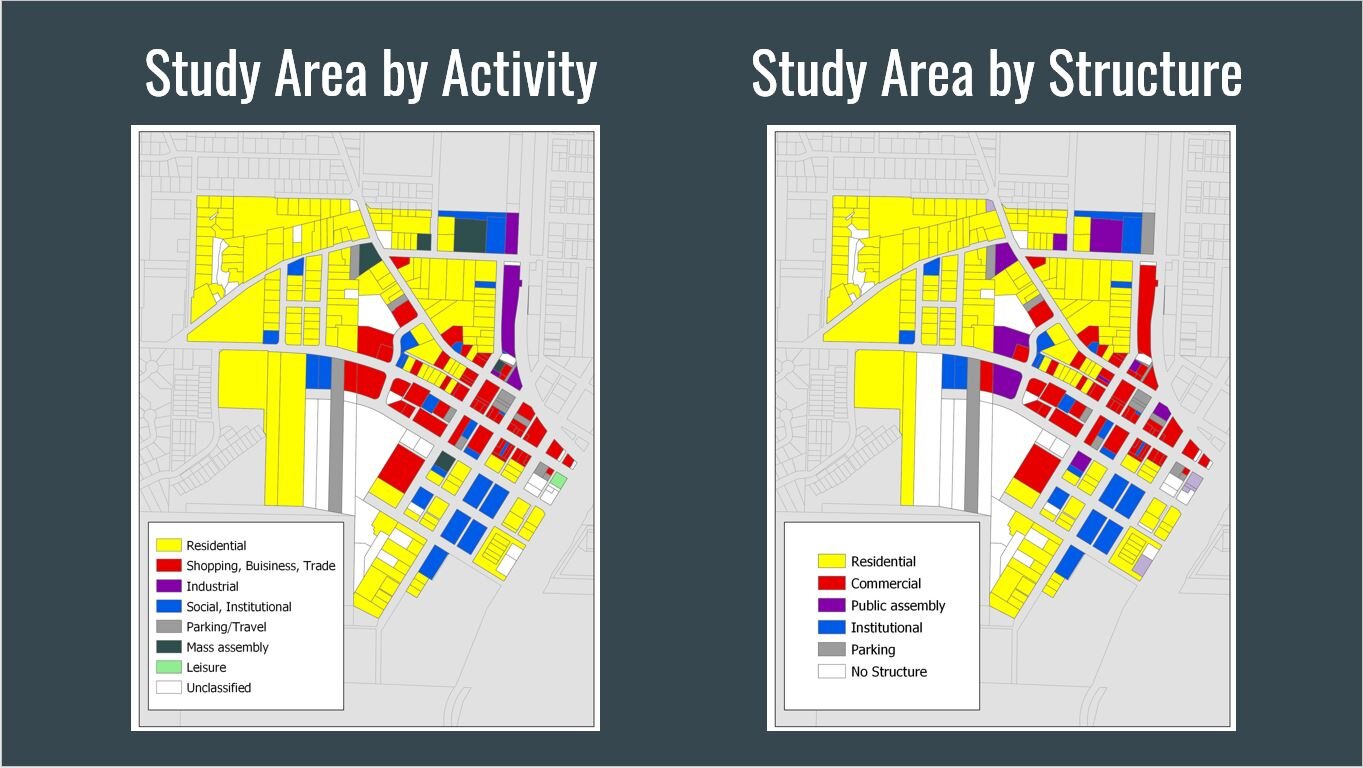 Study Area by Activity
Study Area by Structure
Residential
Shopping, Buisiness, Trade
Industrial
Social, Institutional
Parking/Travel
Mass assembly
Leisure
Unclassified
Residential
Commercial
Public assembly
Institutional
Parking
No Structure